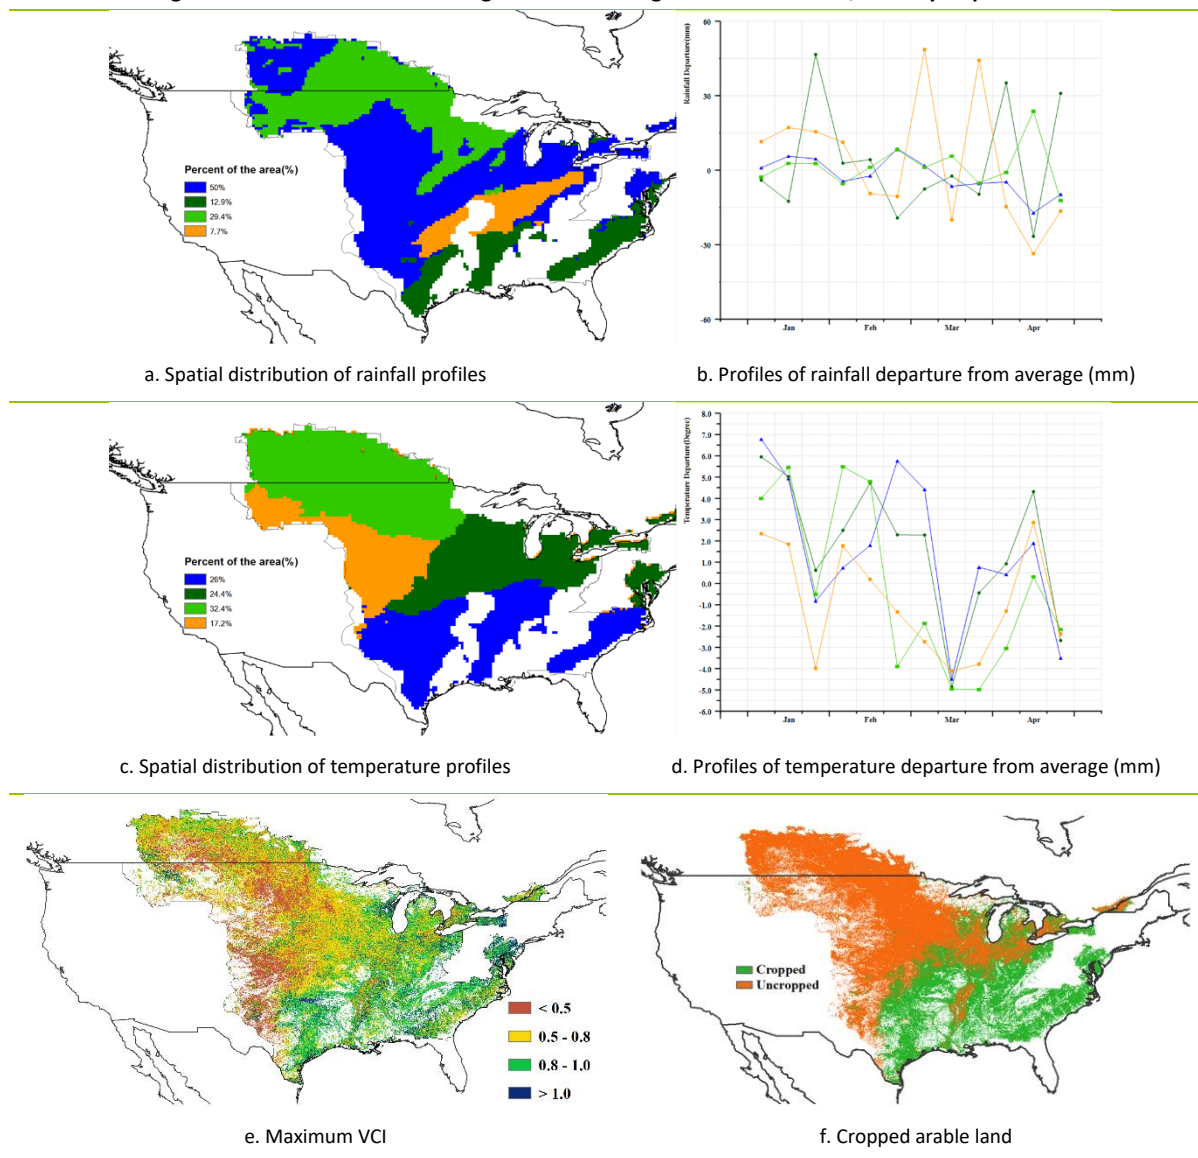 Rainfall Departure(mm)
60
30
0
-30
-60
Jan Feb Mar Apr
Percent of the area(%)
50%
12.9%
29.4%
7.7%
a. Spatial distribution of rainfall profiles
b. Profiles of rainfall departure from average (mm)
Temperature Departure(Degree)
8.0
7.0
6.0
5.0
4.0
3.0
2.0
1.0
0.0
-1.0
-2.0
-3.0
-4.0
-5.0
-6.0
Jan Feb Mar Apr
Percent of the area(%)
26%
24.4%
32.4%
17.2%
c. Spatial distribution of temperature profiles
d. Profiles of temperature departure from average (mm)
< 0.5
0.5 - 0.8
0.8 - 1.0
> 1.0
Cropped
Uncropped
e. Maximum VCI
f. Cropped arable land